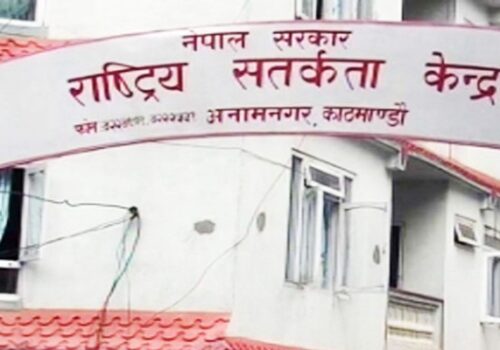 नेपाल सरकार
राष्ट्रिय सतर्कता केन्द्र
फोन अनामनगर, काठमाण्डौ